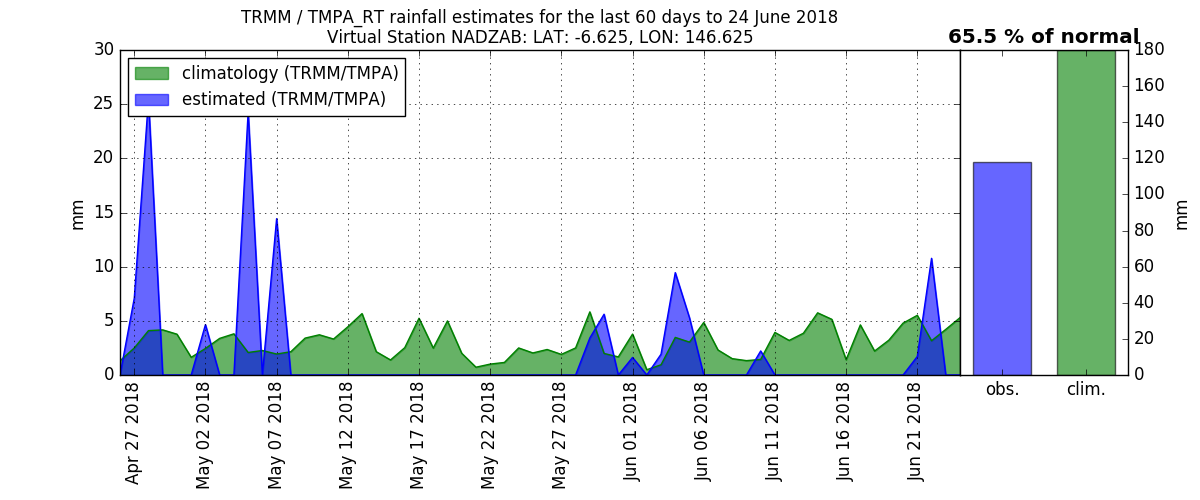 TRMM / TMPA_RT rainfall estimates for the last 60 days to 24 June 2018
Virtual Station NADZAB: LAT: -6.625, LON: 146.625
65.5 % of normal
climatology (TRMM/TMPA)
estimated (TRMM/TMPA)
30
25
20
15
10
5
0
mm
180
160
140
120
100
80
60
40
20
0
mm
obs.
clim.
Apr 27 2018
May 02 2018
May 07 2018
May 12 2018
May 17 2018
May 22 2018
May 27 2018
Jun 01 2018
Jun 06 2018
Jun 11 2018
Jun 16 2018
Jun 21 2018